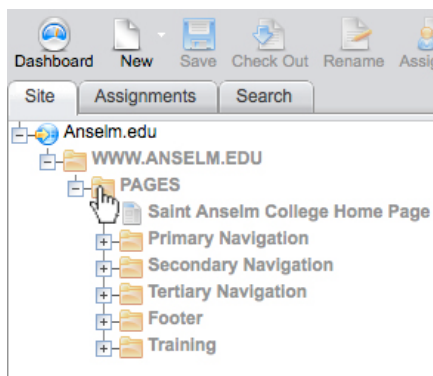 Dashboard New Save Check Out Rename
Site Assignments Search
Anselm.edu
WWW.ANSELM.EDU
PAGES
Saint Anselm College Home Page
Primary Navigation
Secondary Navigation
Tertiary Navigation
Footer
Training